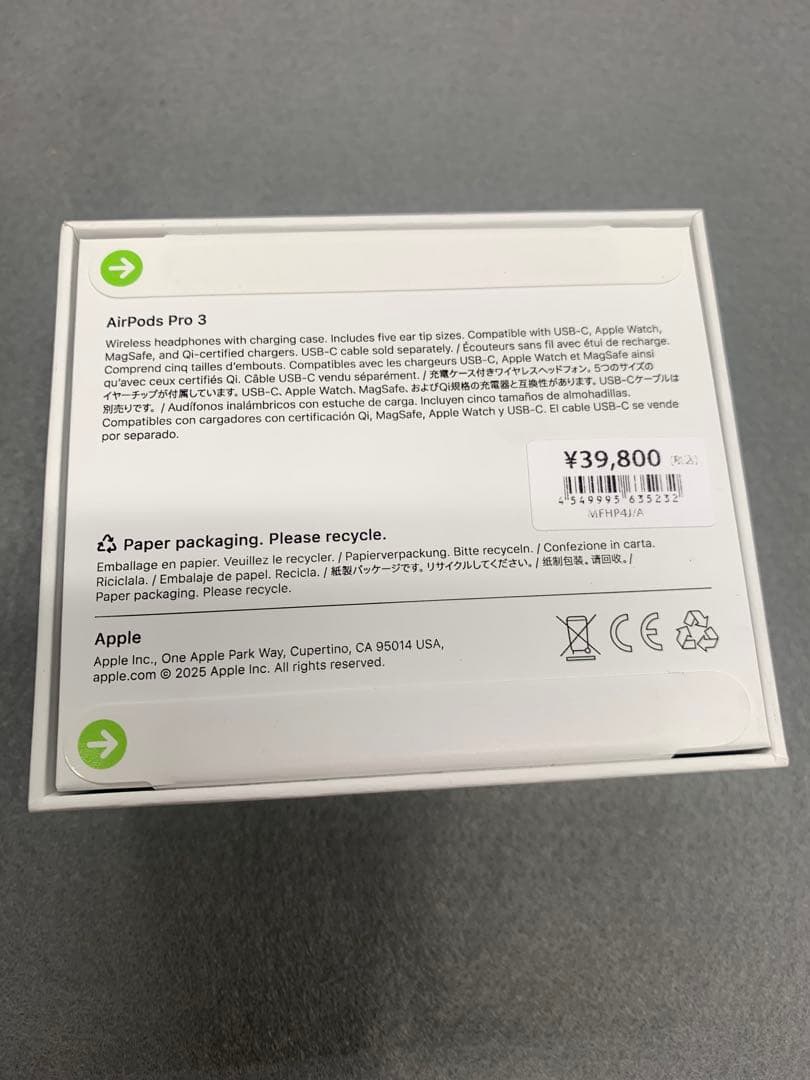 AirPods Pro 3
Wireless headphones with charging case. Includes five ear tip sizes. Compatible with USB-C, Apple Watch,
MagSafe, and Qi-certified chargers. USB-C cable sold separately. / Écouteurs sans fil avec étui de recharge.
Comprend cinq tailles d'embouts. Compatibles avec les chargeurs USB-C, Apple Watch et MagSafe ainsi
qu'avec ceux certifiés Qi. Câble USB-C vendu séparément. / 充電ケース付きワイヤレスヘッドフォン。5つのサイズの
イヤーチップが付属しています。USB-C、Apple Watch、MagSafe、およびQi規格の充電器と互換性があります。USB-Cケーブルは
別売りです。 / Audífonos inalámbricos con estuche de carga. Incluyen cinco tamaños de almohadillas.
Compatibles con cargadores con certificación Qi, MagSafe, Apple Watch y USB-C. El cable USB-C se vende
por separado.
¥39,800 (税込)
4 549995 635232
MFHP4J/A
Paper packaging. Please recycle.
Emballage en papier. Veuillez le recycler. / Papierverpackung. Bitte recyceln. / Confezione in carta.
Riciclala. / Embalaje de papel. Recicla. / 紙製パッケージです。リサイクルしてください。/ 纸制包装。请回收。/
Paper packaging. Please recycle.
Apple
Apple Inc., One Apple Park Way, Cupertino, CA 95014 USA,
apple.com © 2025 Apple Inc. All rights reserved.
CE